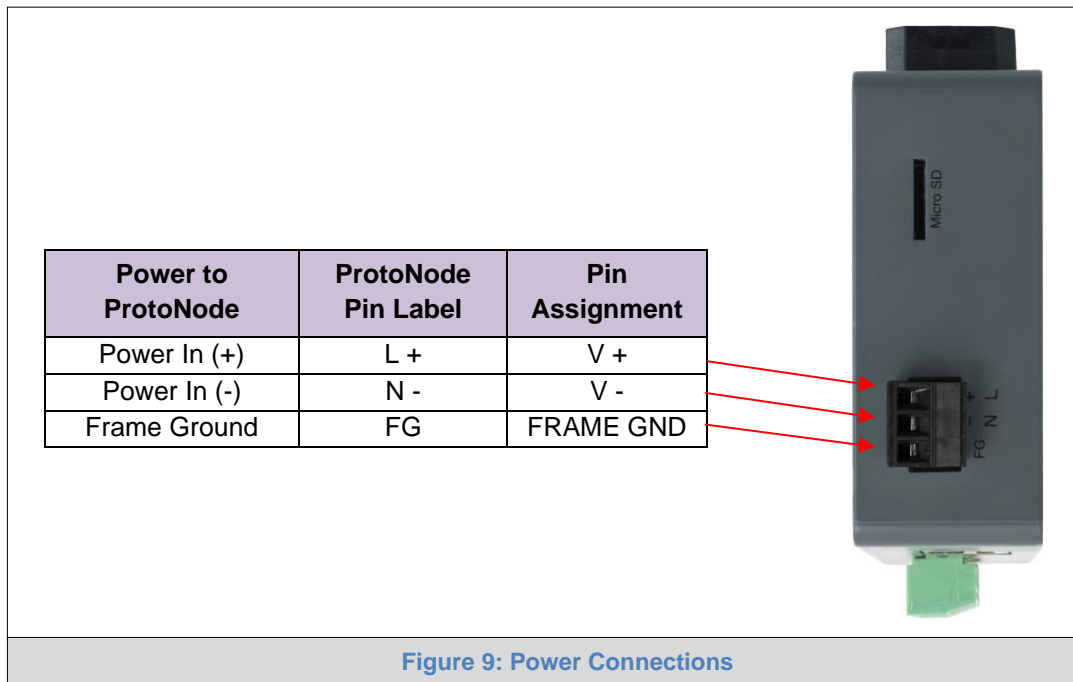 Micro SD
Power to ProtoNode ProtoNode Pin Label Pin Assignment
Power In (+) L + V +
Power In (-) N - V -
Frame Ground FG FRAME GND
+ L
- N
FG
Figure 9: Power Connections